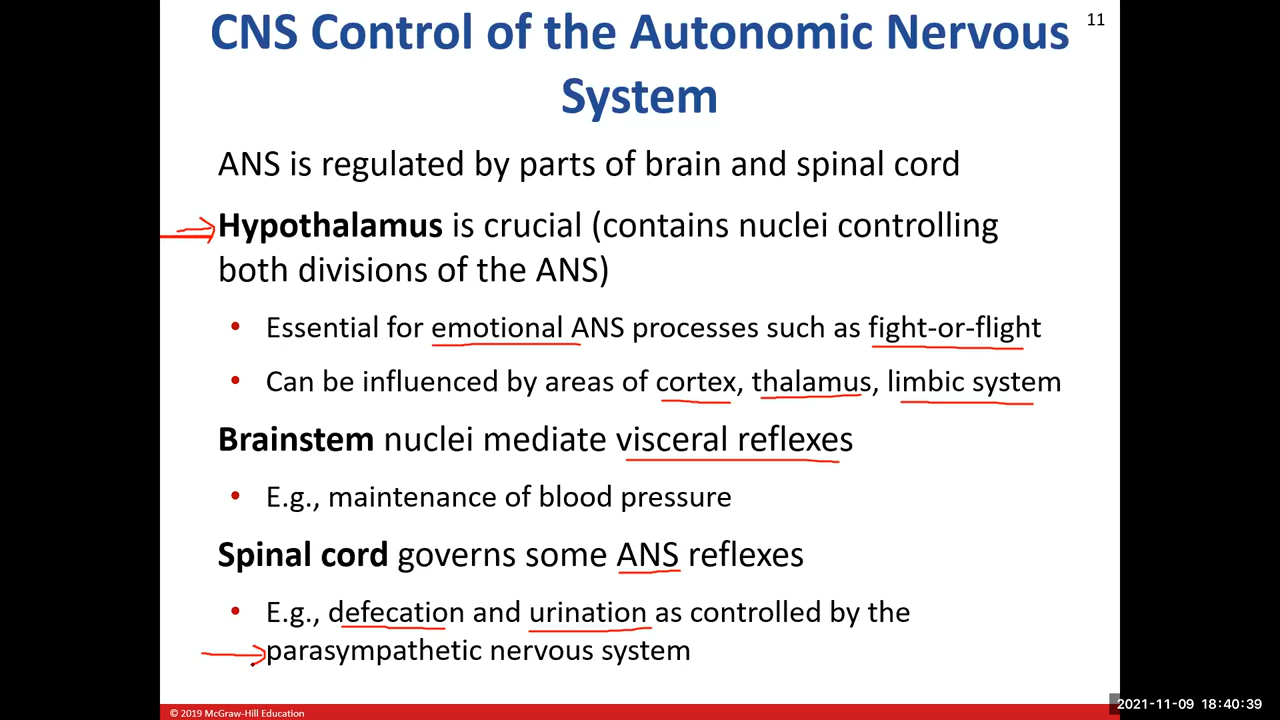 CNS Control of the Autonomic Nervous
System
11
ANS is regulated by parts of brain and spinal cord
Hypothalamus is crucial (contains nuclei controlling
both divisions of the ANS)
• Essential for emotional ANS processes such as fight-or-flight
• Can be influenced by areas of cortex, thalamus, limbic system
Brainstem nuclei mediate visceral reflexes
• E.g., maintenance of blood pressure
Spinal cord governs some ANS reflexes
• E.g., defecation and urination as controlled by the
parasympathetic nervous system
© 2019 McGraw-Hill Education
2021-11-09 18:40:39